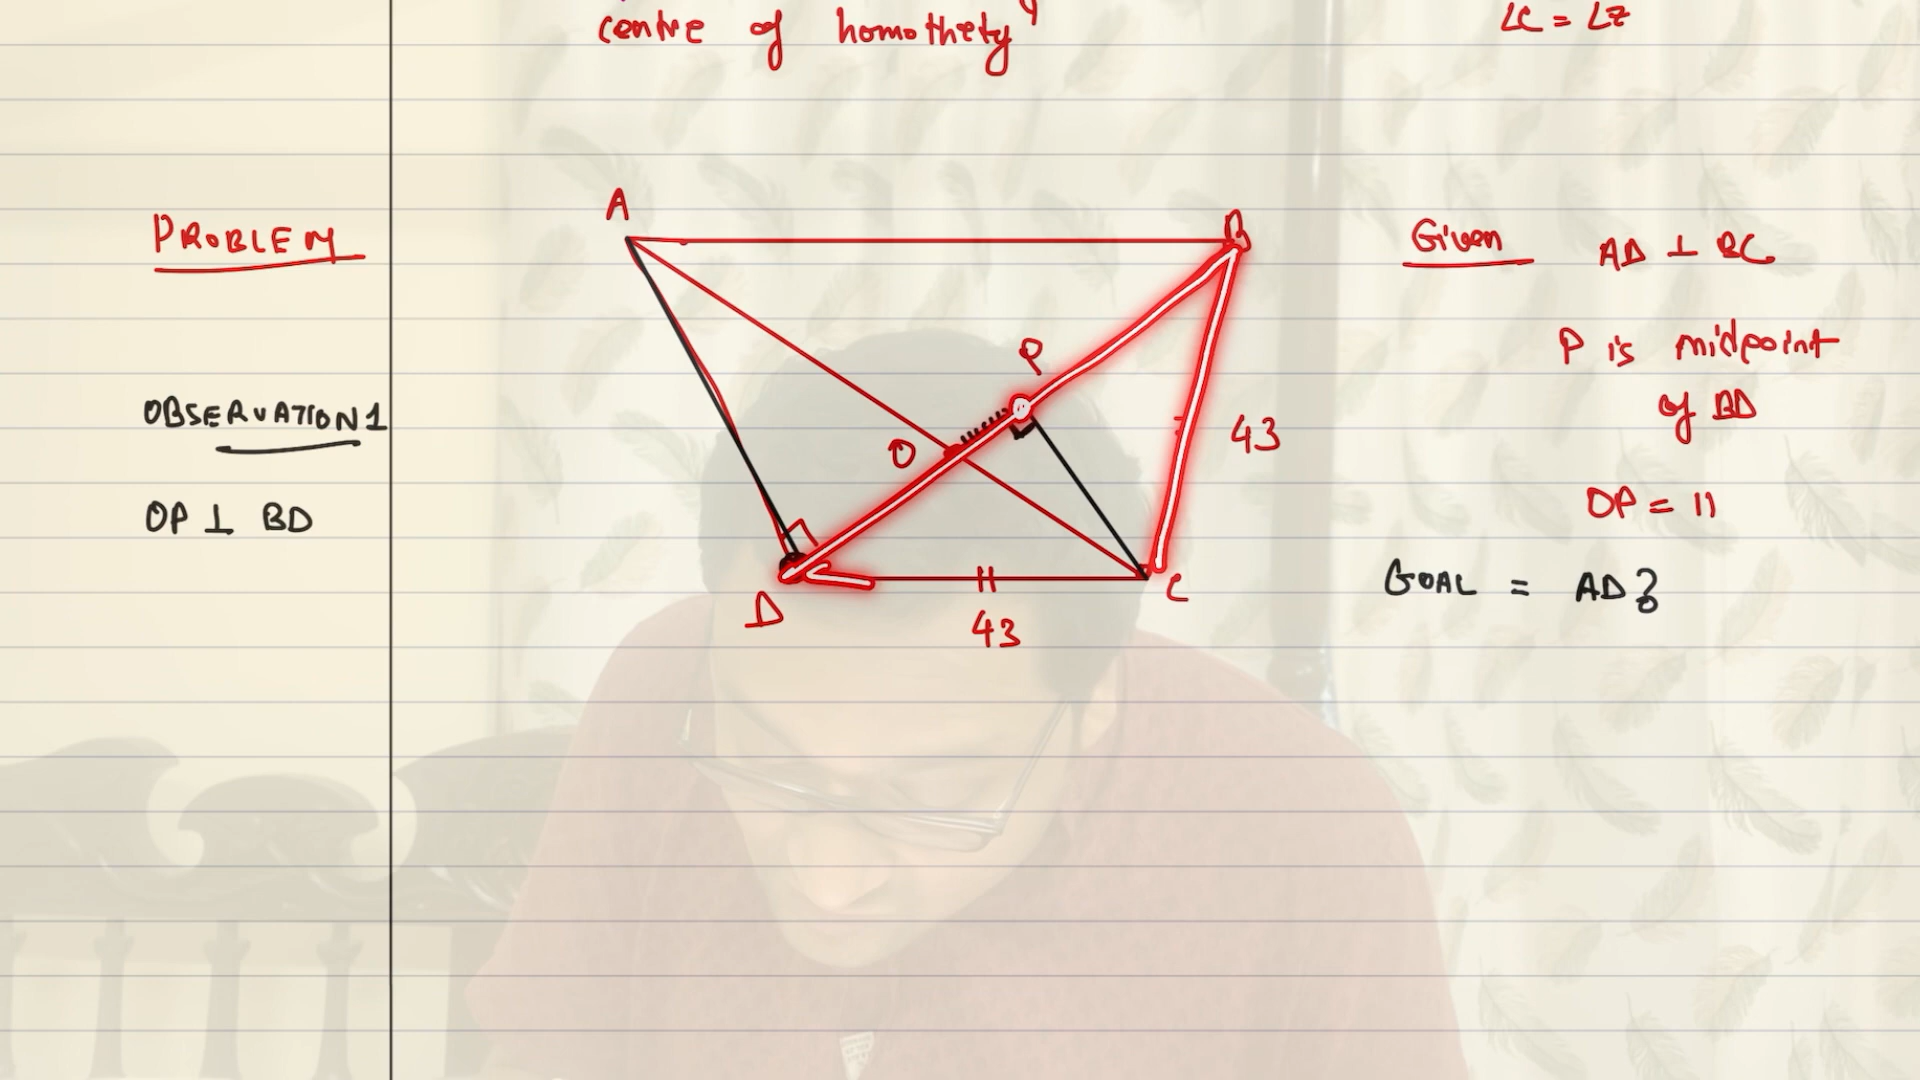 centre of homothety
∠C = ∠Z
PROBLEM
A
B
Given AD ⊥ BC
P
P is midpoint
of BD
OBSERVATION 1
O
43
OP ⊥ BD
OP = 11
D
C
GOAL = AD?
43